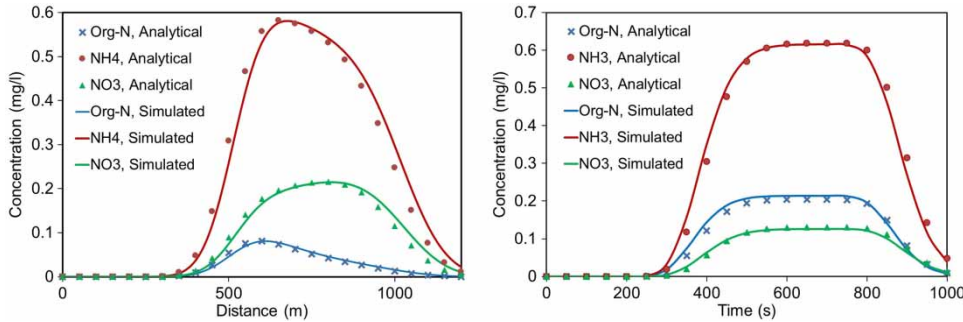 0.6
0.5
0.4
0.3
0.2
0.1
0.0
Concentration (mg/l)
Org-N, Analytical
NH4, Analytical
NO3, Analytical
Org-N, Simulated
NH4, Simulated
NO3, Simulated
0 500 1000
Distance (m)
0.7
0.6
0.5
0.4
0.3
0.2
0.1
0
Concentration (mg/l)
Org-N, Analytical
NH3, Analytical
NO3, Analytical
Org-N, Simulated
NH3, Simulated
NO3, Simulated
0 200 400 600 800 1000
Time (s)